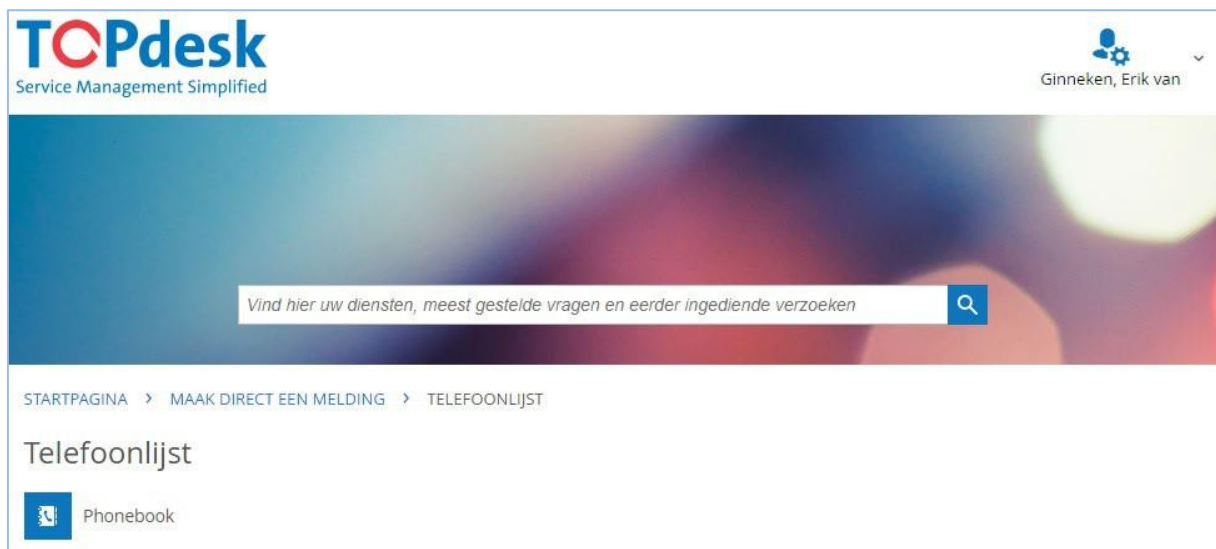 TOPdesk
Service Management Simplified
Ginneken, Erik van
Vind hier uw diensten, meest gestelde vragen en eerder ingediende verzoeken
STARTPAGINA > MAAK DIRECT EEN MELDING > TELEFOONLIJST
Telefoonlijst
Phonebook